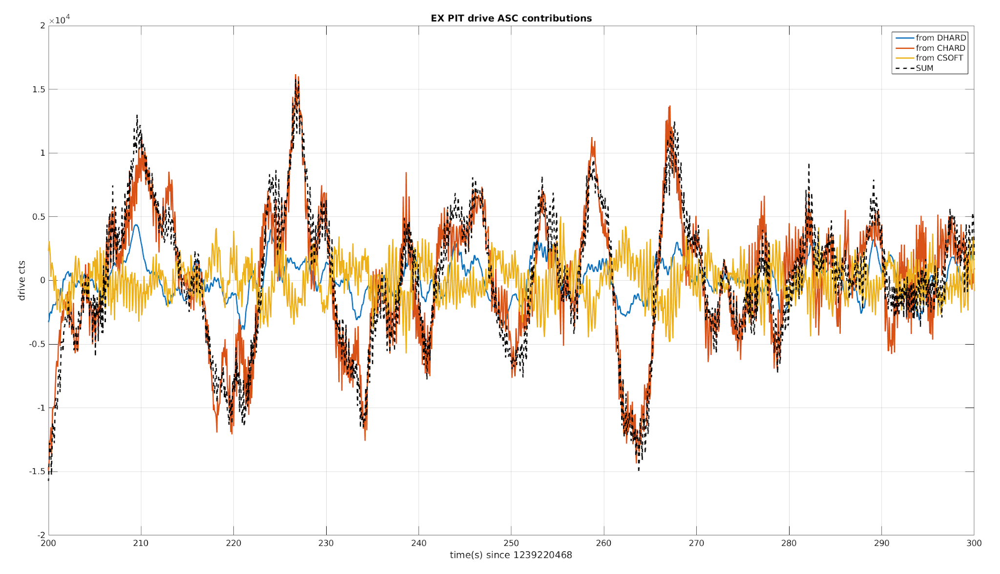 EX PIT drive ASC contributions
×10⁴
2
1.5
1
0.5
0
-0.5
-1
-1.5
-2
drive cts
from DHARD
from CHARD
from CSOFT
SUM
200 210 220 230 240 250 260 270 280 290 300
time(s) since 1239220468